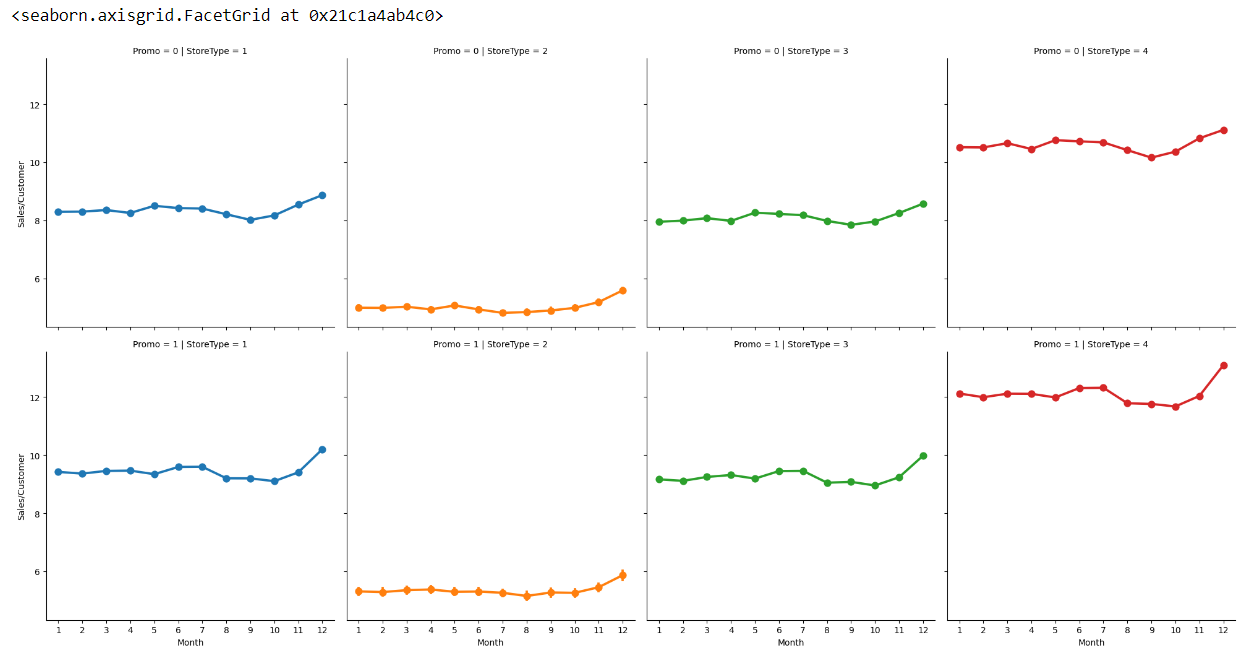 <seaborn.axisgrid.FacetGrid at 0x21c1a4ab4c0>
Promo = 0 | StoreType = 1
Promo = 0 | StoreType = 2
Promo = 0 | StoreType = 3
Promo = 0 | StoreType = 4
12
10
8
6
Sales/Customer
Promo = 1 | StoreType = 1
Promo = 1 | StoreType = 2
Promo = 1 | StoreType = 3
Promo = 1 | StoreType = 4
12
10
8
6
Sales/Customer
1 2 3 4 5 6 7 8 9 10 11 12
Month
1 2 3 4 5 6 7 8 9 10 11 12
Month
1 2 3 4 5 6 7 8 9 10 11 12
Month
1 2 3 4 5 6 7 8 9 10 11 12
Month